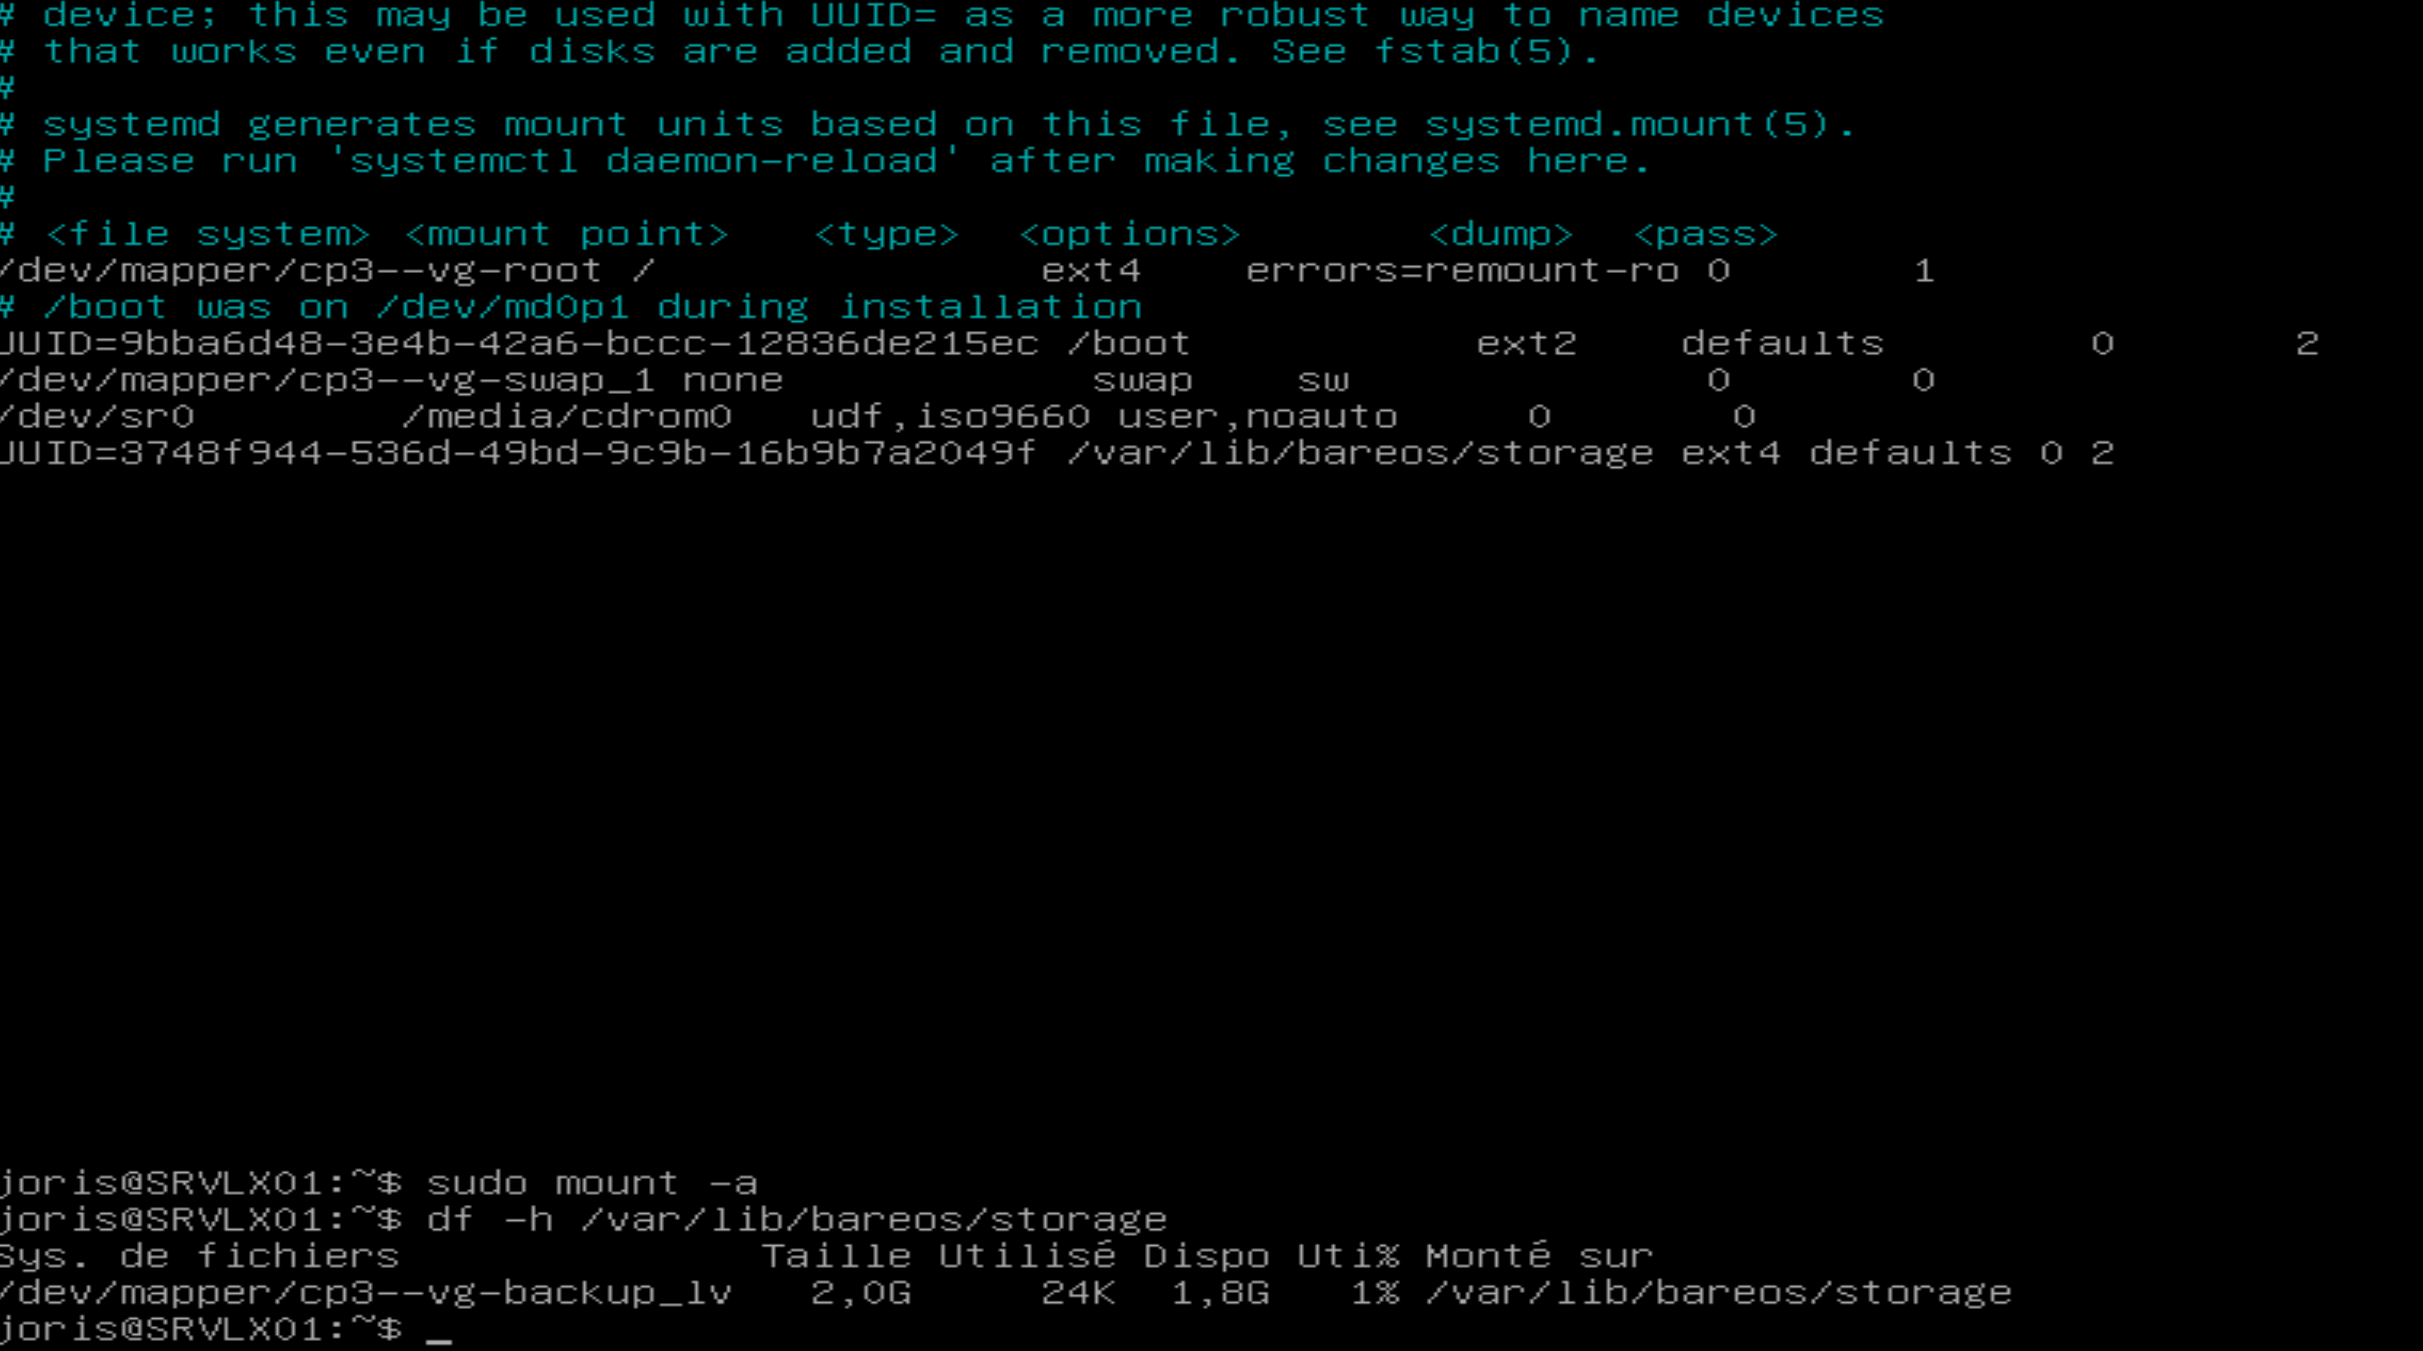 # device; this may be used with UUID= as a more robust way to name devices
# that works even if disks are added and removed. See fstab(5).
#
# systemd generates mount units based on this file, see systemd.mount(5).
# Please run 'systemctl daemon-reload' after making changes here.
#
# <file system> <mount point>   <type>  <options>       <dump>  <pass>
/dev/mapper/cp3--vg-root /               ext4    errors=remount-ro 0       1
# /boot was on /dev/md0p1 during installation
UUID=9bba6d48-3e4b-42a6-bccc-12836de215ec /boot           ext2    defaults        0       2
/dev/mapper/cp3--vg-swap_1 none            swap    sw              0       0
/dev/sr0        /media/cdrom0   udf,iso9660 user,noauto     0       0
UUID=3748f944-536d-49bd-9c9b-16b9b7a2049f /var/lib/bareos/storage ext4 defaults 0 2
joris@SRVLX01:~$ sudo mount -a
joris@SRVLX01:~$ df -h /var/lib/bareos/storage
Sys. de fichiers              Taille Utilisé Dispo Uti% Monté sur
/dev/mapper/cp3--vg-backup_lv   2,0G     24K  1,8G   1% /var/lib/bareos/storage
joris@SRVLX01:~$ _